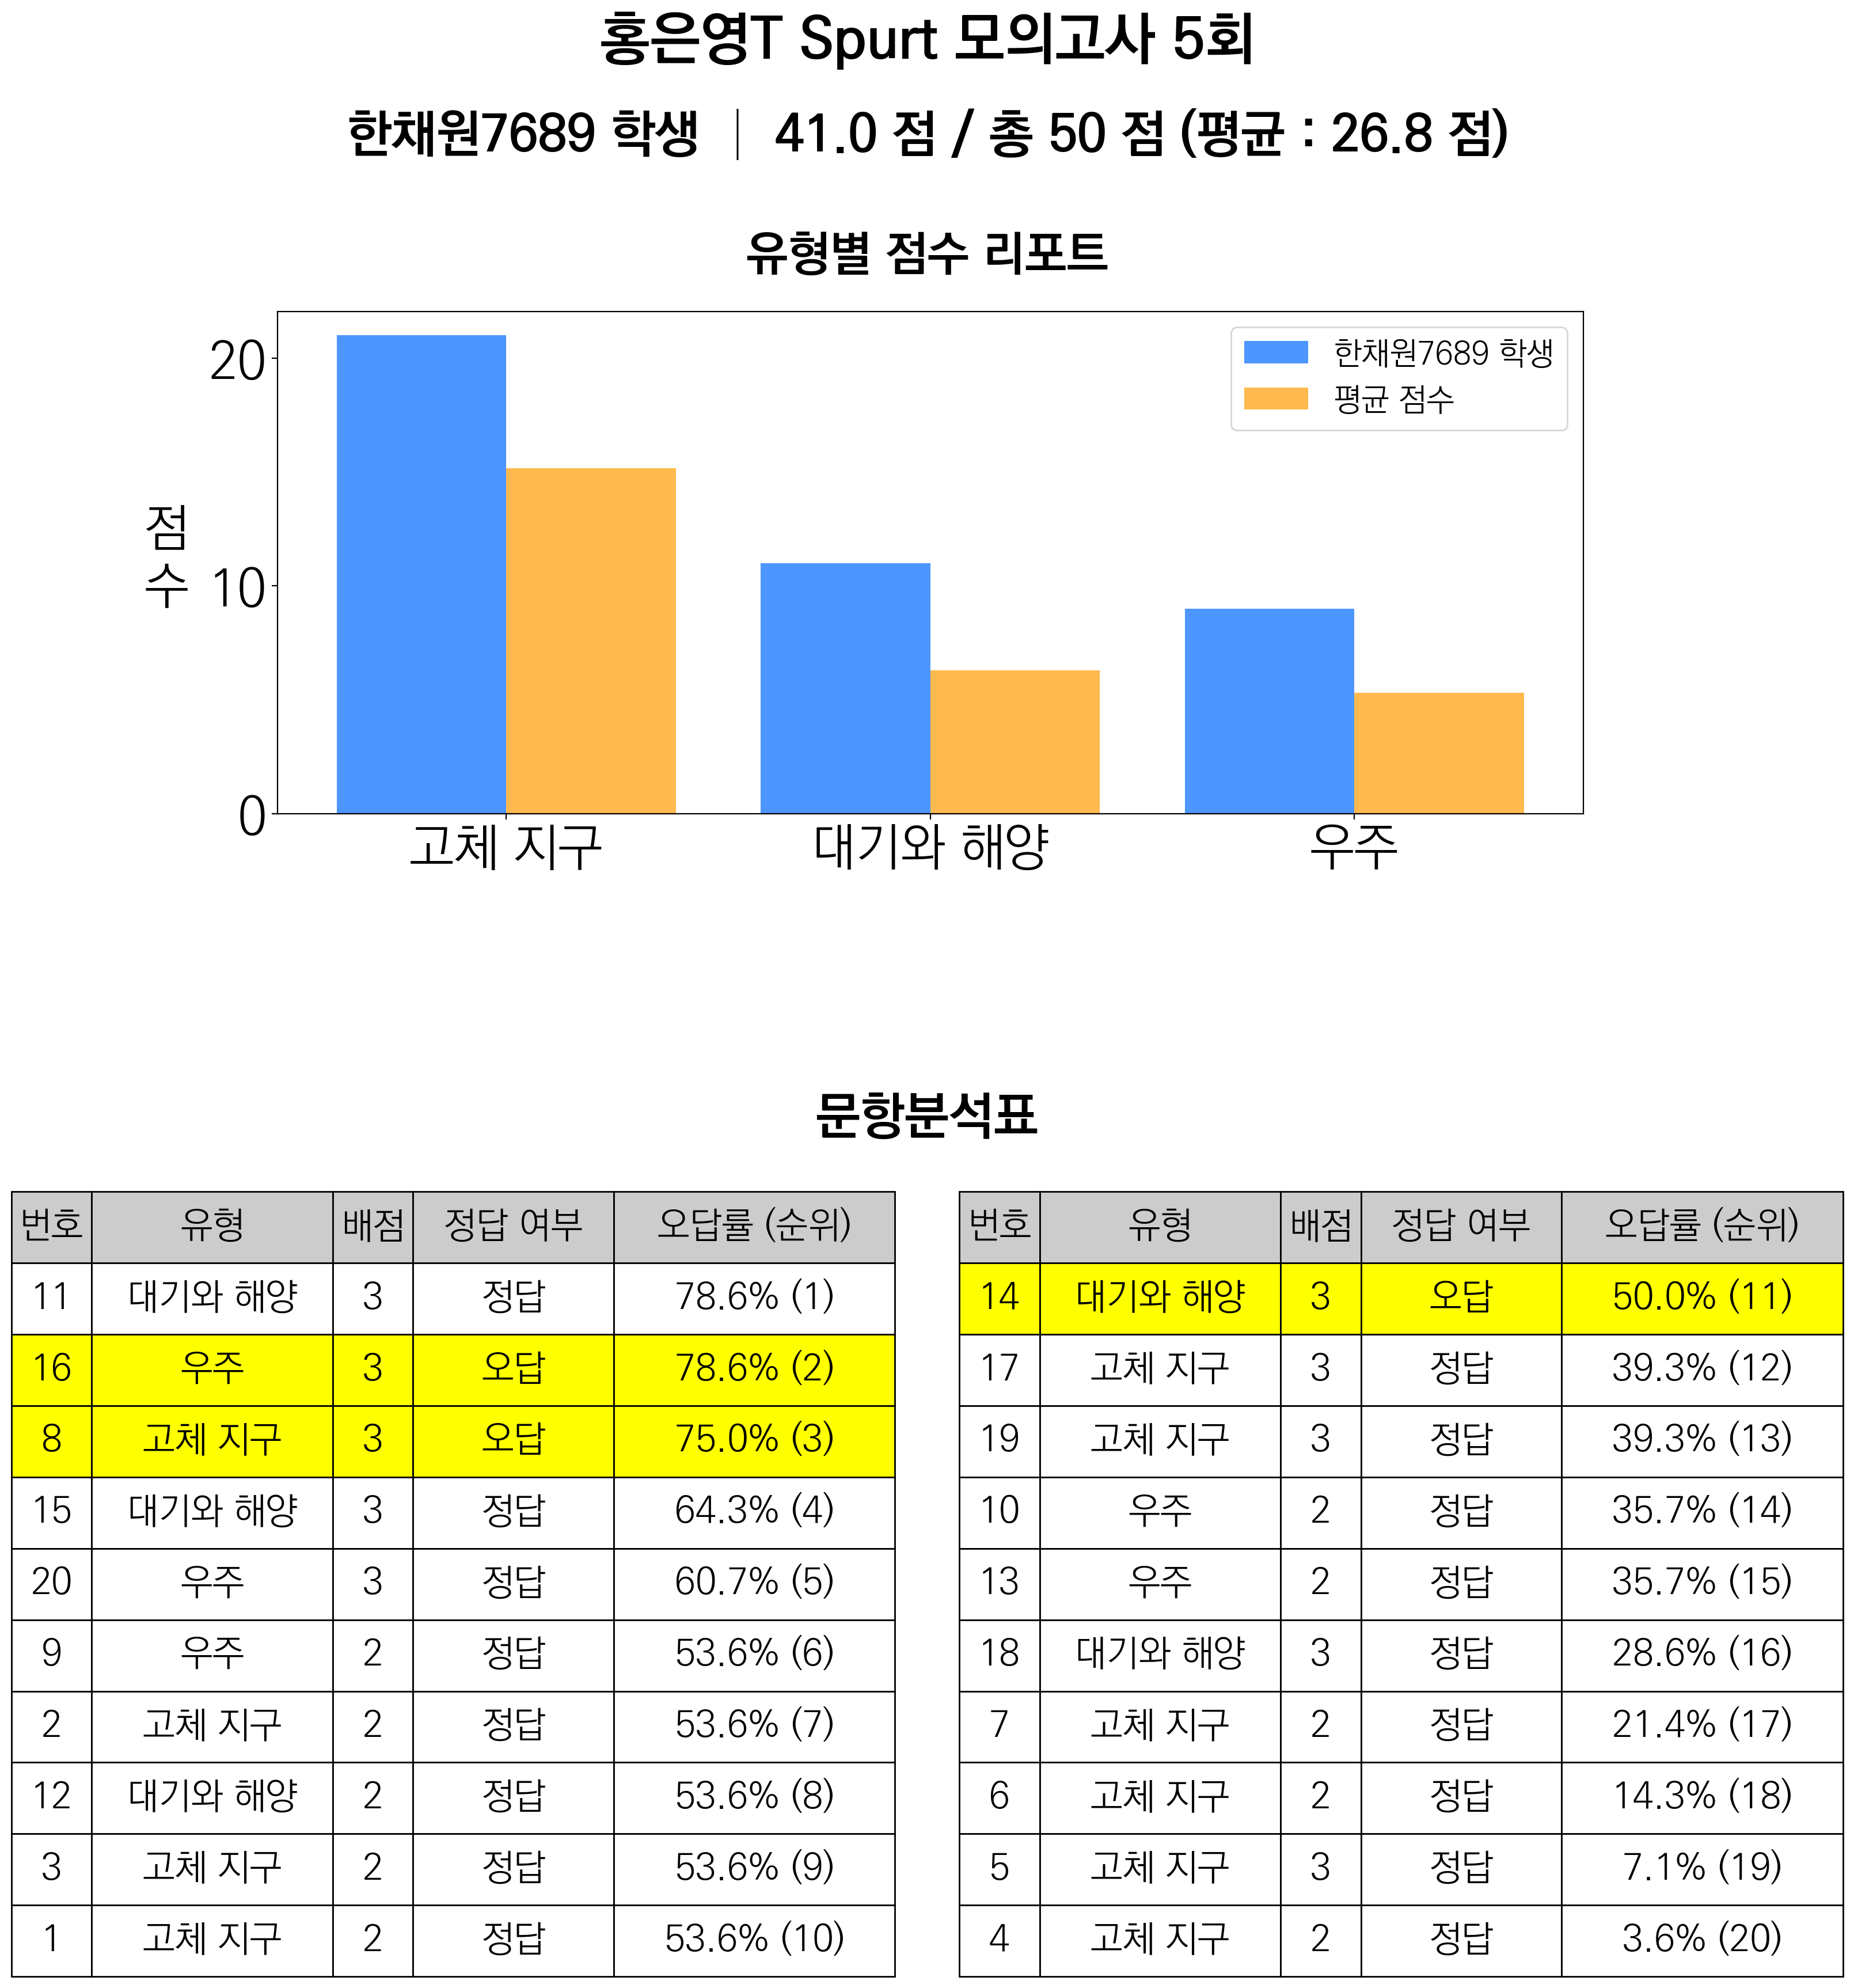 홍은영T Spurt 모의고사 5회
한채원7689 학생 │ 41.0 점 / 총 50 점 (평균 : 26.8 점)
유형별 점수 리포트
점수
20
10
0
한채원7689 학생
평균 점수
고체 지구 대기와 해양 우주
문항분석표
번호 유형 배점 정답 여부 오답률 (순위)
11 대기와 해양 3 정답 78.6% (1)
16 우주 3 오답 78.6% (2)
8 고체 지구 3 오답 75.0% (3)
15 대기와 해양 3 정답 64.3% (4)
20 우주 3 정답 60.7% (5)
9 우주 2 정답 53.6% (6)
2 고체 지구 2 정답 53.6% (7)
12 대기와 해양 2 정답 53.6% (8)
3 고체 지구 2 정답 53.6% (9)
1 고체 지구 2 정답 53.6% (10)
번호 유형 배점 정답 여부 오답률 (순위)
14 대기와 해양 3 오답 50.0% (11)
17 고체 지구 3 정답 39.3% (12)
19 고체 지구 3 정답 39.3% (13)
10 우주 2 정답 35.7% (14)
13 우주 2 정답 35.7% (15)
18 대기와 해양 3 정답 28.6% (16)
7 고체 지구 2 정답 21.4% (17)
6 고체 지구 2 정답 14.3% (18)
5 고체 지구 3 정답 7.1% (19)
4 고체 지구 2 정답 3.6% (20)